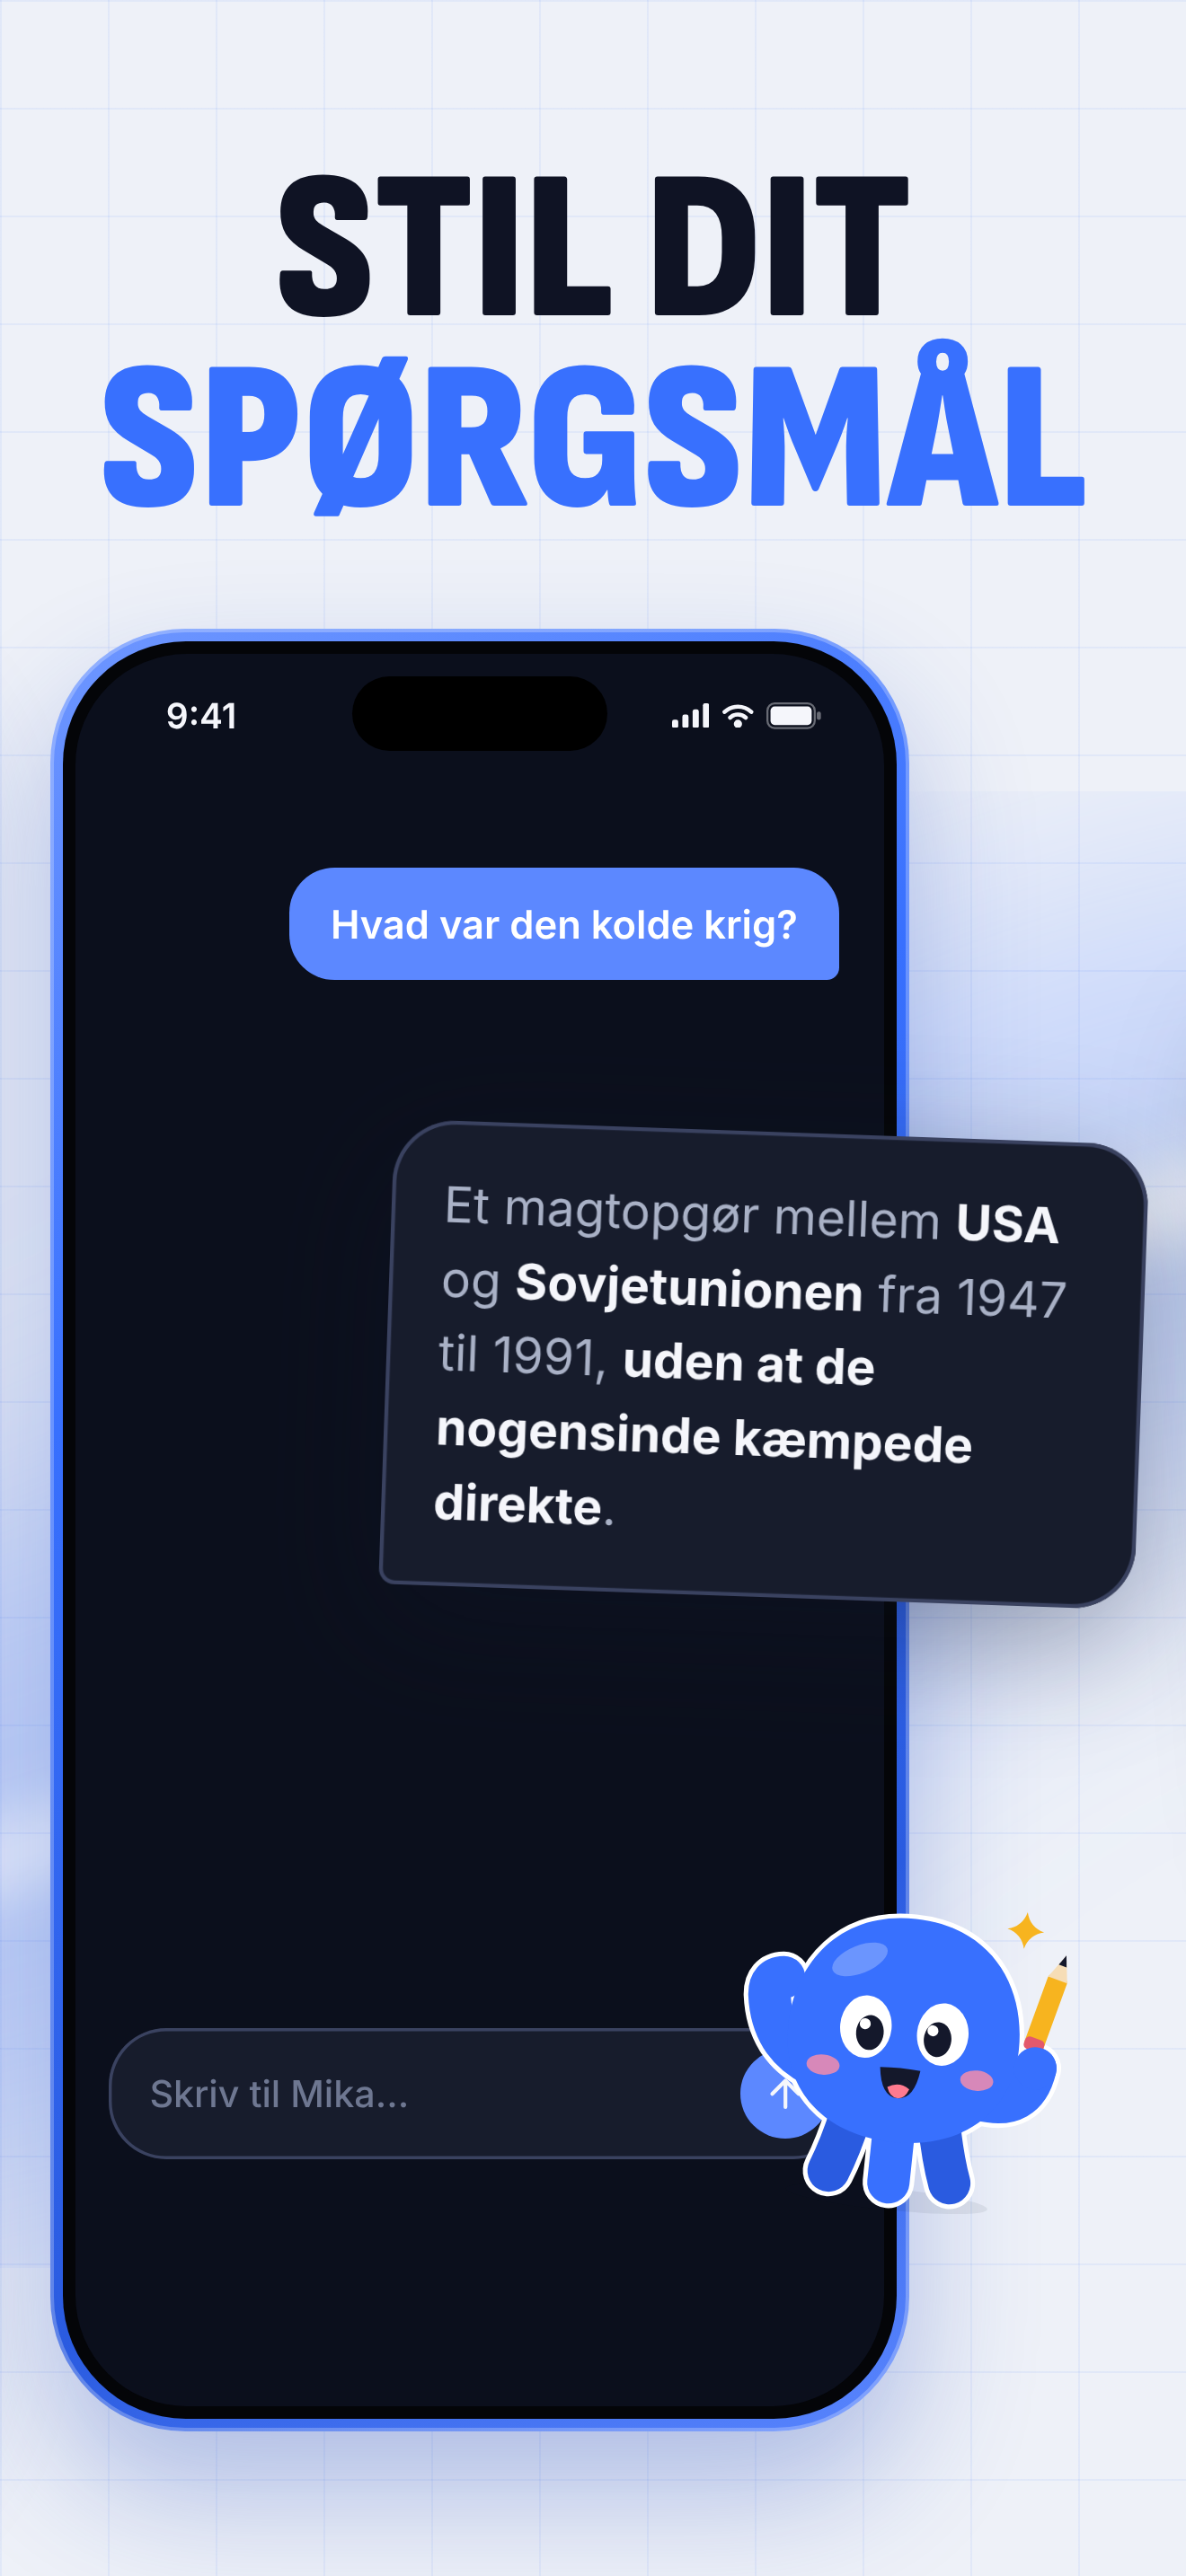 STIL DIT
SPØRGSMÅL
9:41
Hvad var den kolde krig?
Et magtopgør mellem USA
og Sovjetunionen fra 1947
til 1991, uden at de
nogensinde kæmpede
direkte.
Skriv til Mika...